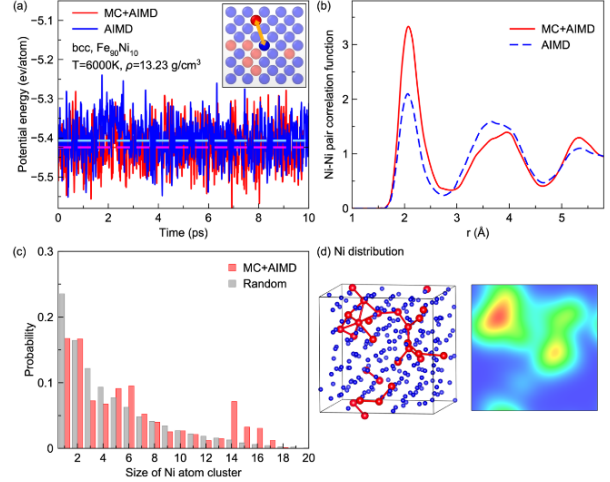 (a)
MC+AIMD
AIMD
bcc, Fe90Ni10
T=6000K, ρ=13.23 g/cm3
Potential energy (ev/atom)
−5.1
−5.2
−5.3
−5.4
−5.5
0 2 4 6 8 10
Time (ps)
(b)
MC+AIMD
AIMD
Ni-Ni pair correlation function
4
3
2
1
0
1 2 3 4 5
r (Å)
(c)
MC+AIMD
Random
Probability
0.3
0.2
0.1
0
2 4 6 8 10 12 14 16 18 20
Size of Ni atom cluster
(d) Ni distribution